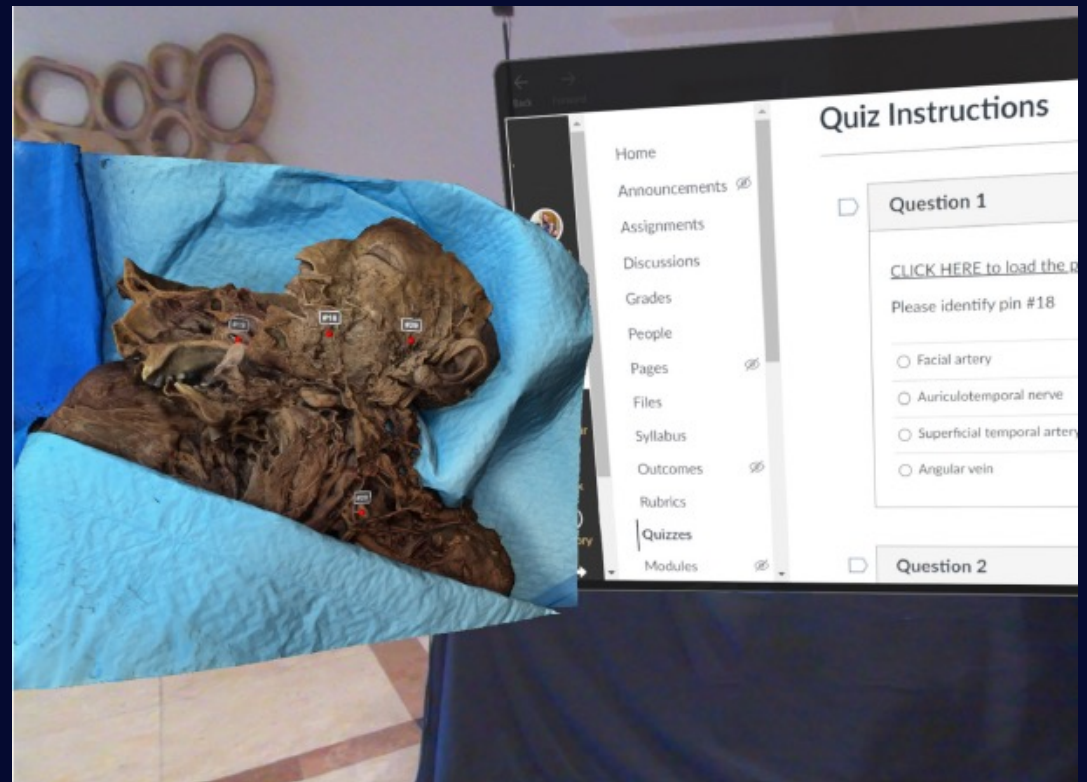 Back
Quiz Instructions
Home
Announcements
Assignments
Discussions
Grades
People
Pages
Files
Syllabus
Outcomes
Rubrics
Quizzes
Modules
Question 1
CLICK HERE to load the p
Please identify pin #18
Facial artery
Auriculotemporal nerve
Superficial temporal artery
Angular vein
Question 2
#18
#20